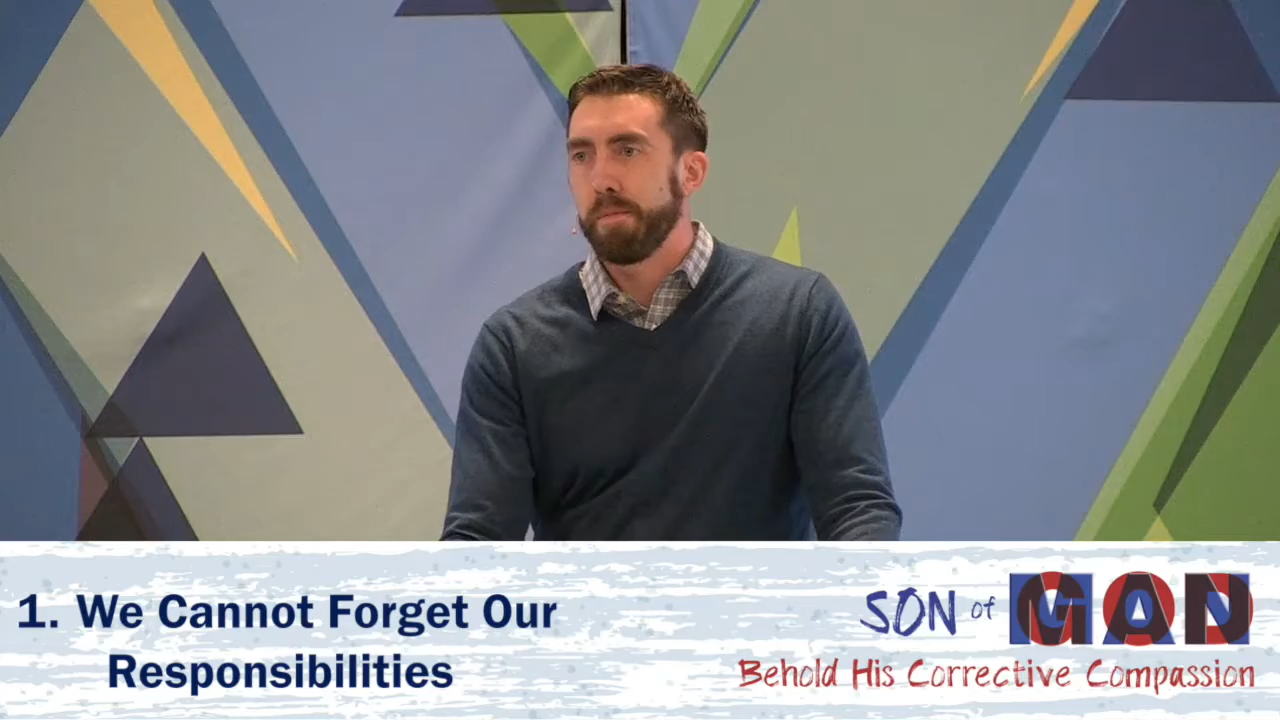 1. We Cannot Forget Our
Responsibilities
SON of MAN
Behold His Corrective Compassion